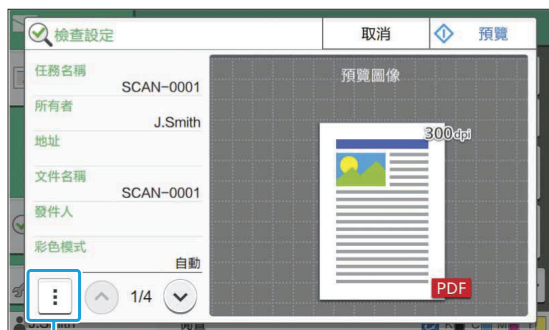 檢查設定
取消
預覽
任務名稱
SCAN-0001
所有者
J.Smith
地址
文件名稱
SCAN-0001
發件人
彩色模式
自動
1/4
預覽圖像
300dpi
PDF
J.Smith